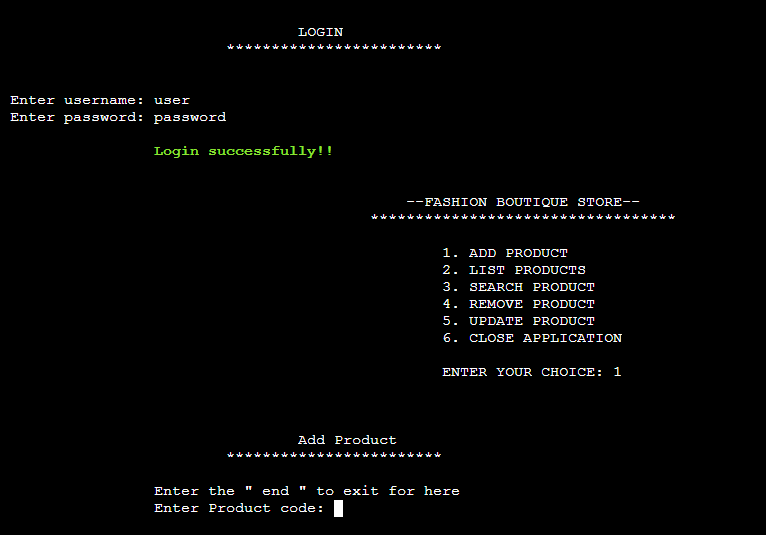 LOGIN
************************
Enter username: user
Enter password: password
Login successfully!!
--FASHION BOUTIQUE STORE--
**********************************
1. ADD PRODUCT
2. LIST PRODUCTS
3. SEARCH PRODUCT
4. REMOVE PRODUCT
5. UPDATE PRODUCT
6. CLOSE APPLICATION
ENTER YOUR CHOICE: 1
Add Product
************************
Enter the " end " to exit for here
Enter Product code: